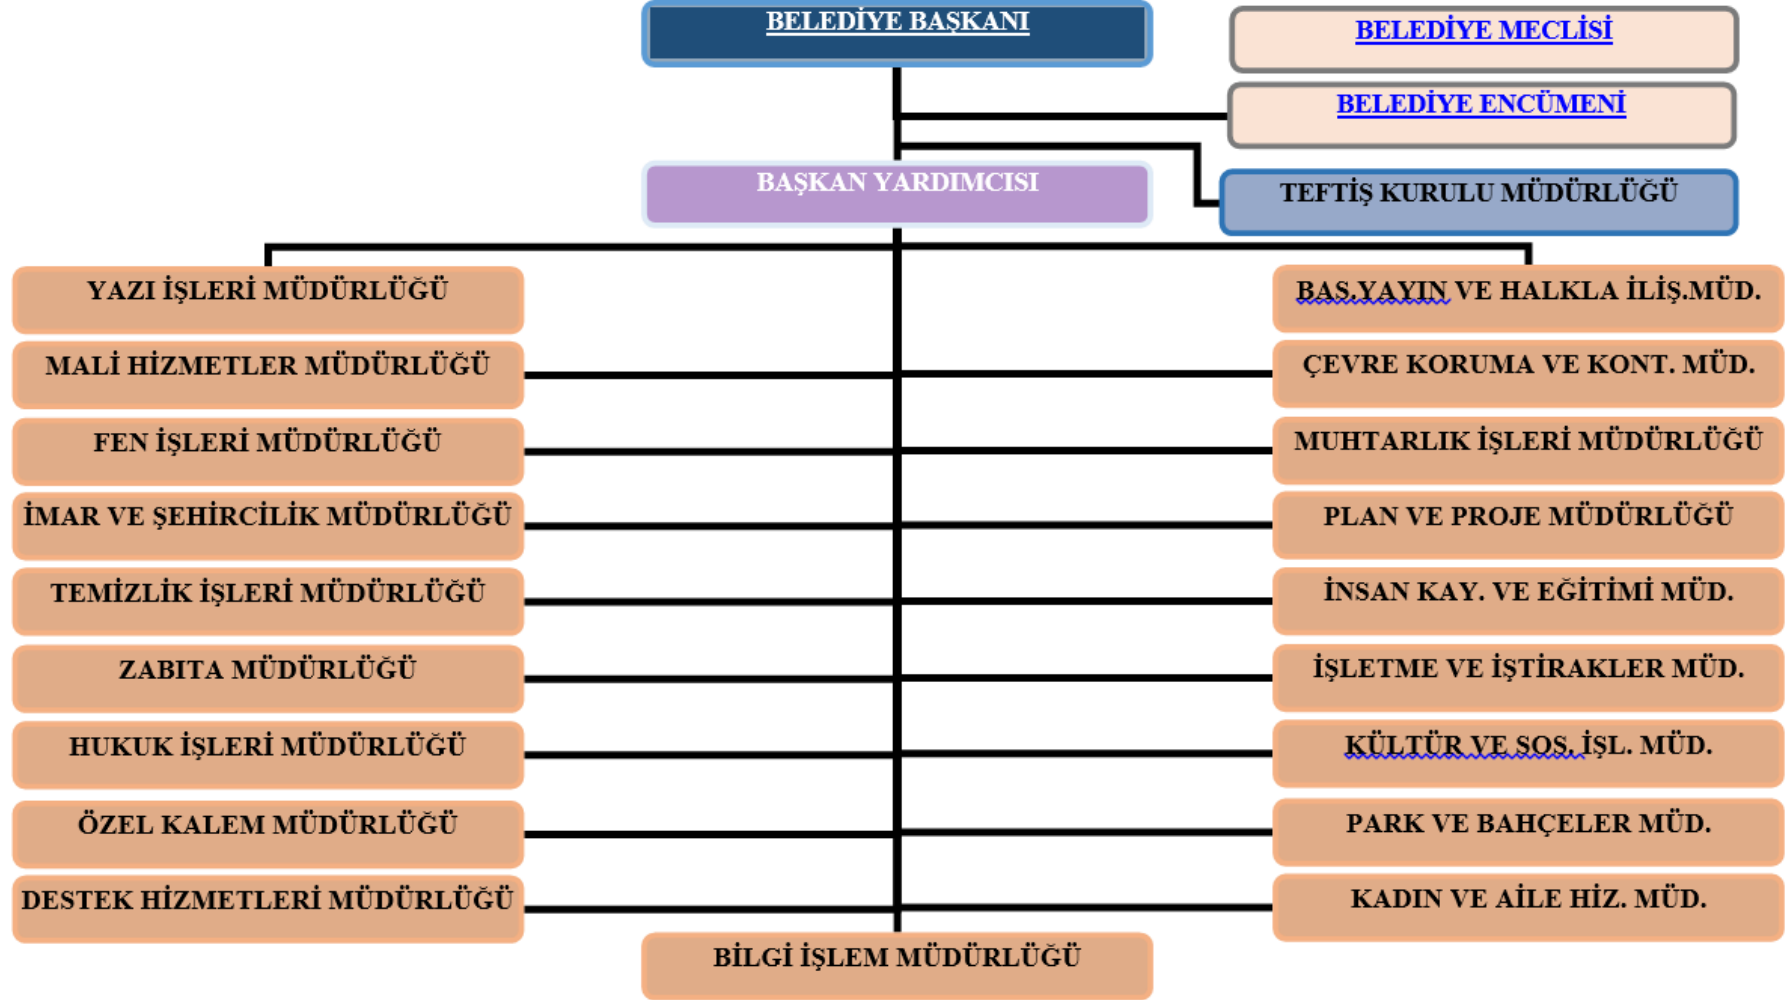 BELEDİYE BAŞKANI
BELEDİYE MECLİSİ
BELEDİYE ENCÜMENİ
BAŞKAN YARDIMCISI
TEFTİŞ KURULU MÜDÜRLÜĞÜ
YAZI İŞLERİ MÜDÜRLÜĞÜ
BAS.YAYIN VE HALKLA İLİŞ.MÜD.
MALİ HİZMETLER MÜDÜRLÜĞÜ
ÇEVRE KORUMA VE KONT. MÜD.
FEN İŞLERİ MÜDÜRLÜĞÜ
MUHTARLIK İŞLERİ MÜDÜRLÜĞÜ
İMAR VE ŞEHİRCİLİK MÜDÜRLÜĞÜ
PLAN VE PROJE MÜDÜRLÜĞÜ
TEMİZLİK İŞLERİ MÜDÜRLÜĞÜ
İNSAN KAY. VE EĞİTİMİ MÜD.
ZABITA MÜDÜRLÜĞÜ
İŞLETME VE İŞTİRAKLER MÜD.
HUKUK İŞLERİ MÜDÜRLÜĞÜ
KÜLTÜR VE SOS. İŞL. MÜD.
ÖZEL KALEM MÜDÜRLÜĞÜ
PARK VE BAHÇELER MÜD.
DESTEK HİZMETLERİ MÜDÜRLÜĞÜ
KADIN VE AİLE HİZ. MÜD.
BİLGİ İŞLEM MÜDÜRLÜĞÜ